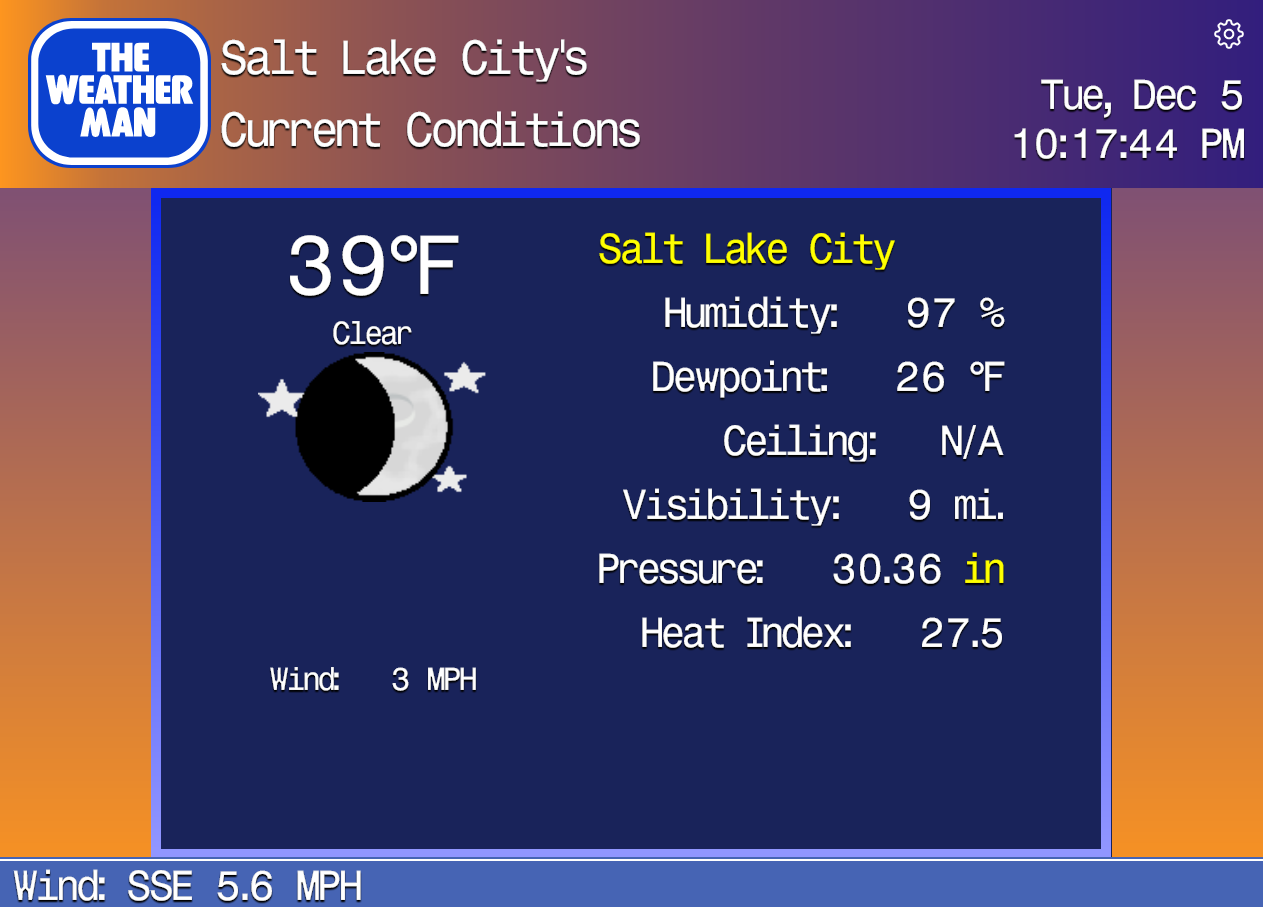 THE
WEATHER
MAN
Salt Lake City's
Current Conditions
Tue, Dec 5
10:17:44 PM
39°F
Clear
Wind: 3 MPH
Salt Lake City
Humidity: 97 %
Dewpoint: 26 °F
Ceiling: N/A
Visibility: 9 mi.
Pressure: 30.36 in
Heat Index: 27.5
Wind: SSE 5.6 MPH